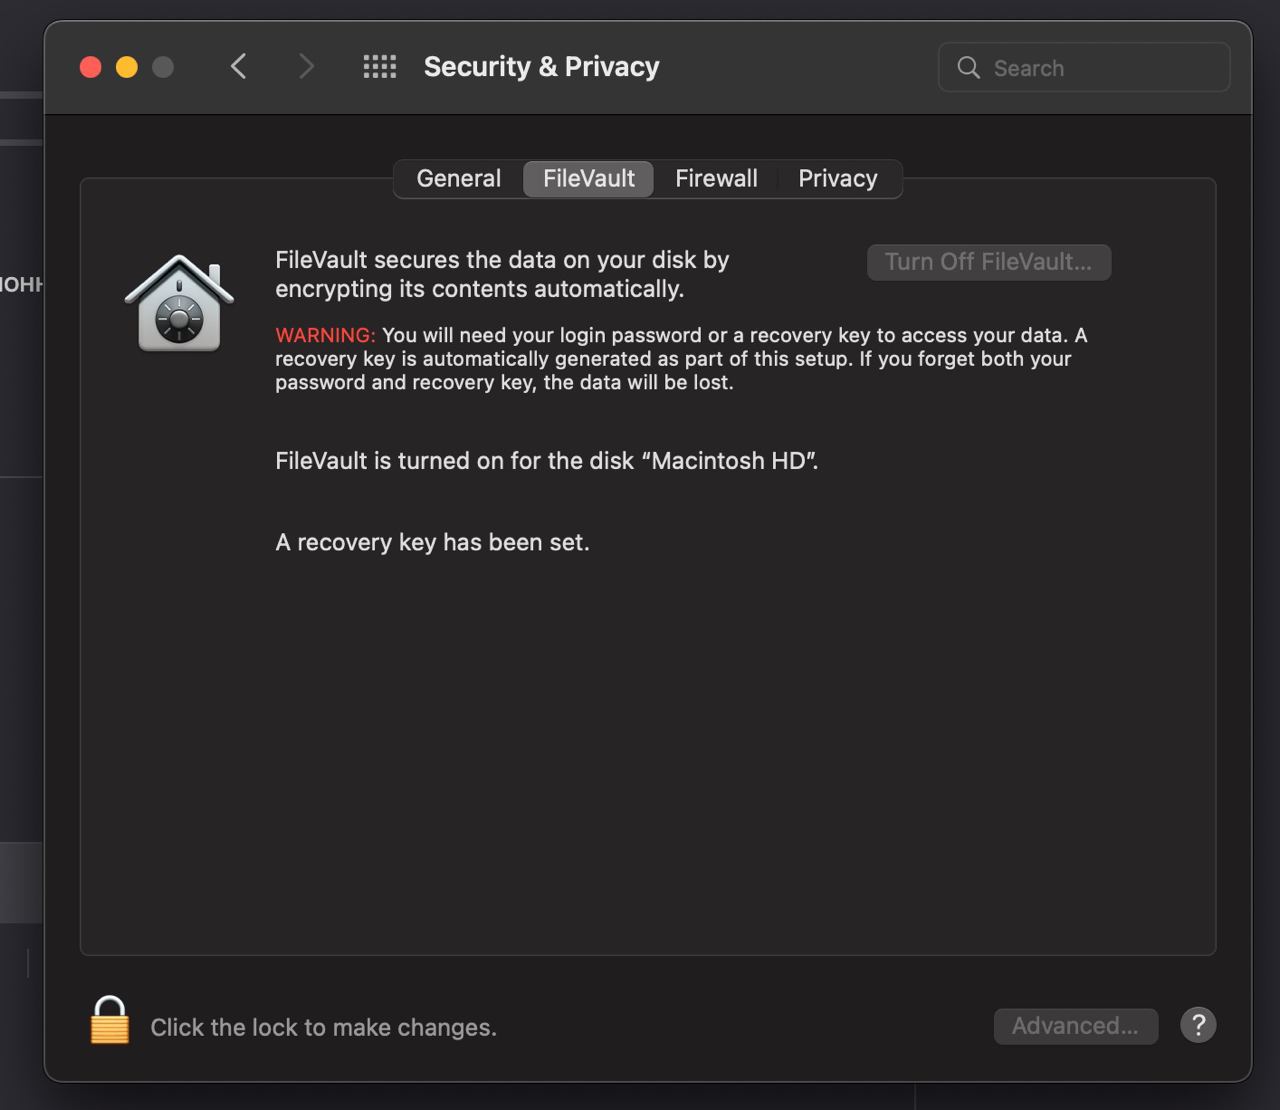 Security & Privacy
Search
General
FileVault
Firewall
Privacy
FileVault secures the data on your disk by
encrypting its contents automatically.
Turn Off FileVault...
WARNING: You will need your login password or a recovery key to access your data. A
recovery key is automatically generated as part of this setup. If you forget both your
password and recovery key, the data will be lost.
FileVault is turned on for the disk “Macintosh HD”.
A recovery key has been set.
Click the lock to make changes.
Advanced...
?